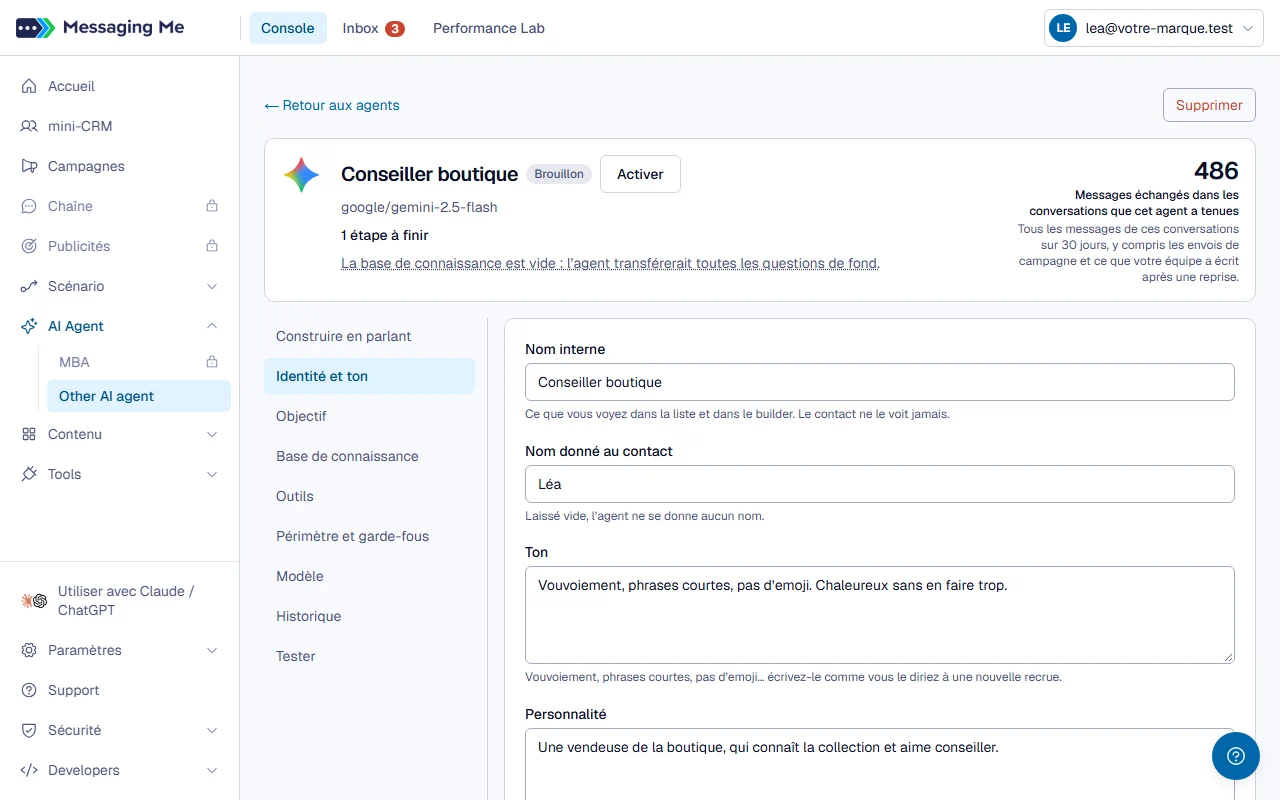 Messaging Me
Console
Inbox 3
Performance Lab
LE lea@votre-marque.test
Accueil
mini-CRM
Campagnes
Chaîne
Publicités
Scénario
AI Agent
MBA
Other AI agent
Contenu
Tools
Utiliser avec Claude /
ChatGPT
Paramètres
Support
Sécurité
Developers
← Retour aux agents
Supprimer
Conseiller boutique Brouillon Activer
google/gemini-2.5-flash
1 étape à finir
La base de connaissance est vide : l’agent transférerait toutes les questions de fond.
486
Messages échangés dans les
conversations que cet agent a tenues
Tous les messages de ces conversations
sur 30 jours, y compris les envois de
campagne et ce que votre équipe a écrit
après une reprise.
Construire en parlant
Identité et ton
Objectif
Base de connaissance
Outils
Périmètre et garde-fous
Modèle
Historique
Tester
Nom interne
Conseiller boutique
Ce que vous voyez dans la liste et dans le builder. Le contact ne le voit jamais.
Nom donné au contact
Léa
Laissé vide, l’agent ne se donne aucun nom.
Ton
Vouvoiement, phrases courtes, pas d’emoji. Chaleureux sans en faire trop.
Vouvoiement, phrases courtes, pas d’emoji… écrivez-le comme vous le diriez à une nouvelle recrue.
Personnalité
Une vendeuse de la boutique, qui connaît la collection et aime conseiller.